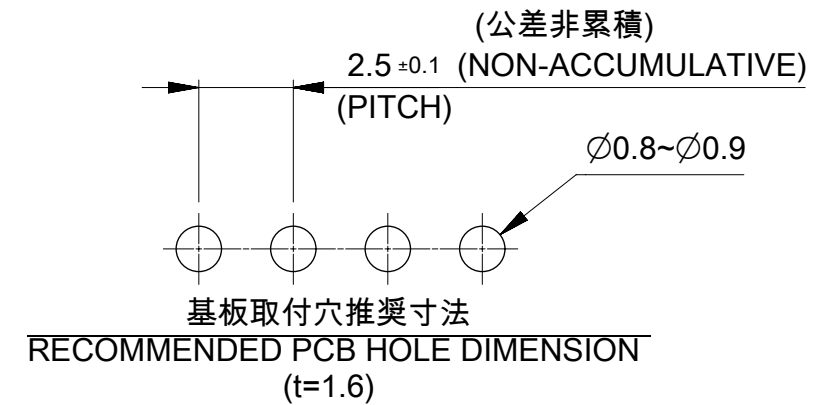 (公差非累積)
2.5 ±0.1 (NON-ACCUMULATIVE)
(PITCH)
∅0.8~∅0.9
基板取付穴推奨寸法
RECOMMENDED PCB HOLE DIMENSION
(t=1.6)